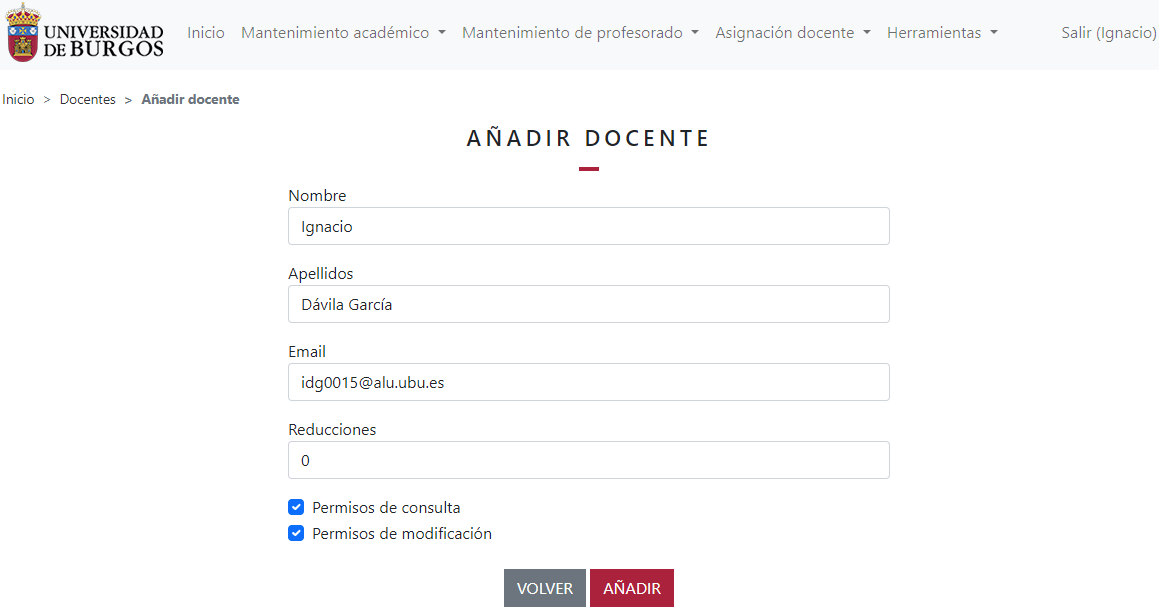 UNIVERSIDAD
DE BURGOS
Inicio Mantenimiento académico Mantenimiento de profesorado Asignación docente Herramientas Salir (Ignacio)
Inicio > Docentes > Añadir docente
AÑADIR DOCENTE
Nombre
Ignacio
Apellidos
Dávila García
Email
idg0015@alu.ubu.es
Reducciones
0
Permisos de consulta
Permisos de modificación
VOLVER AÑADIR